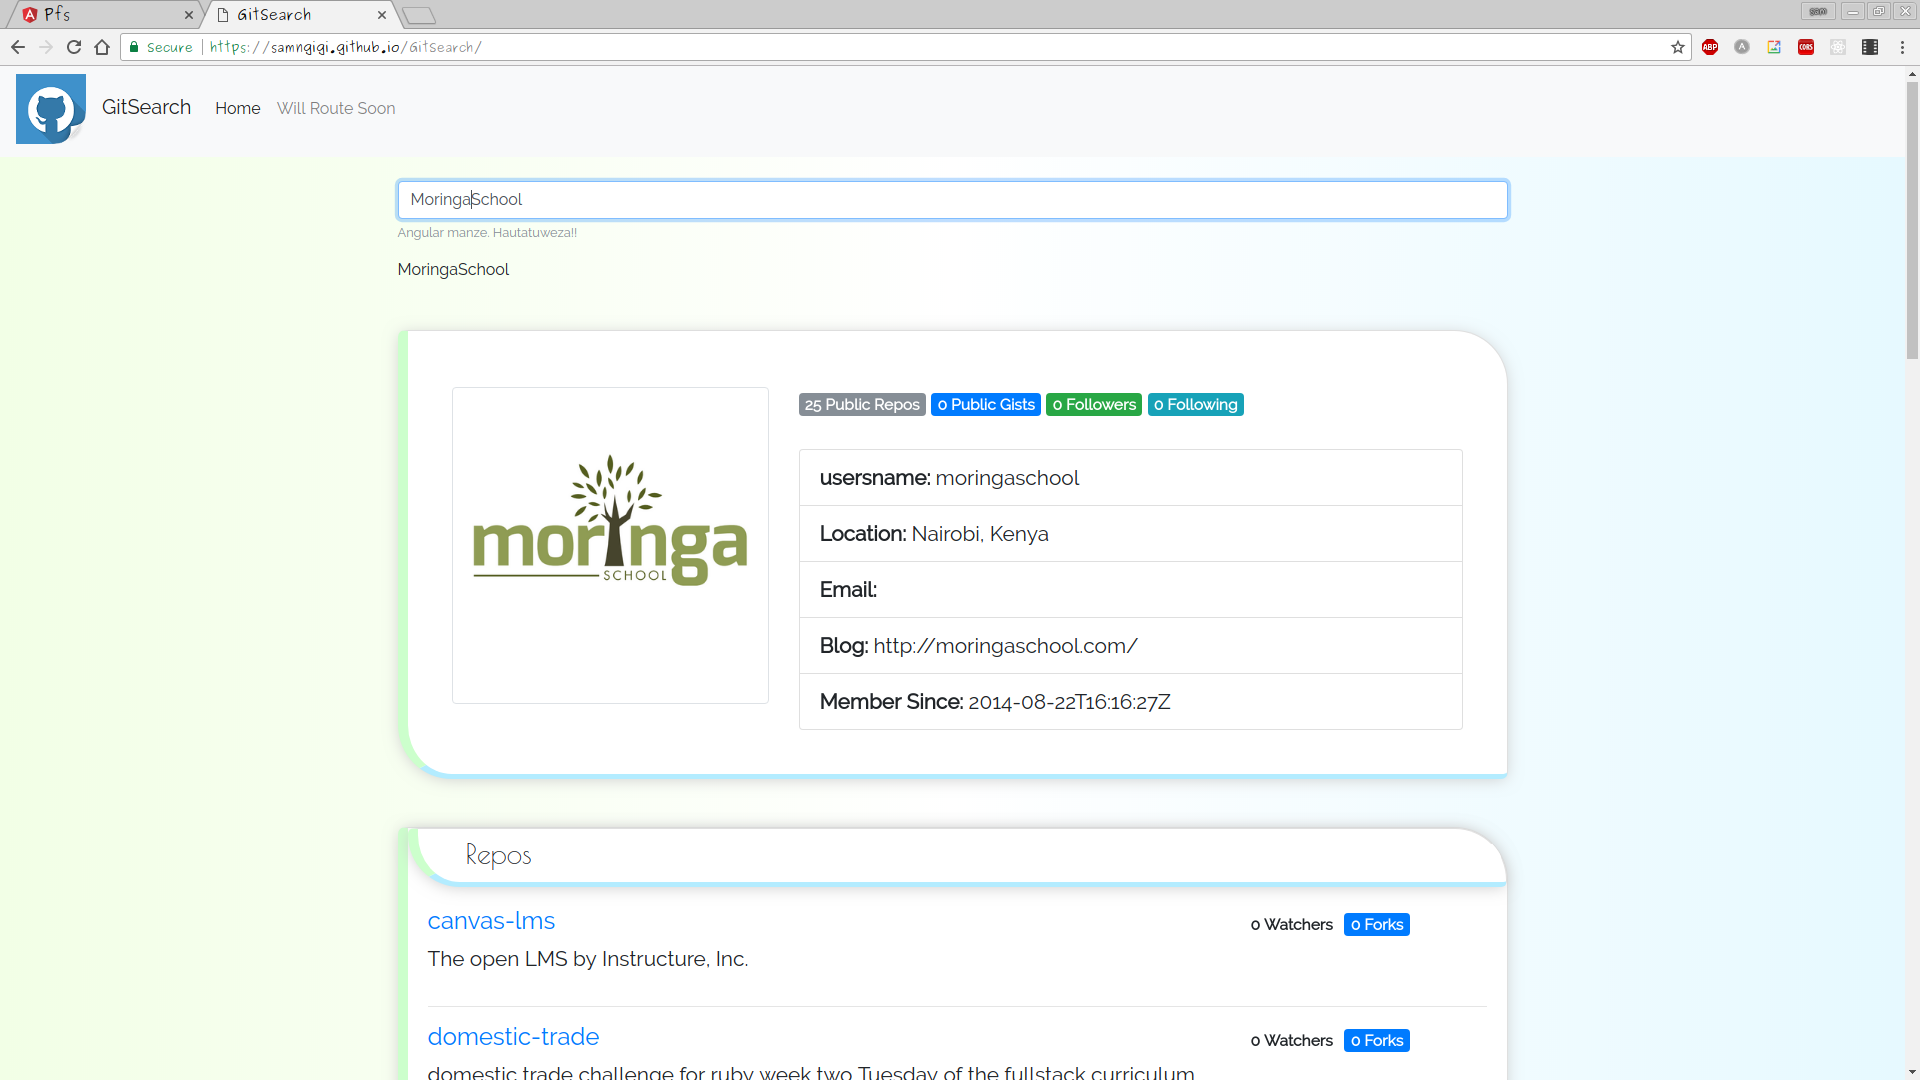 Pfs
GitSearch
sam
Secure https://samngigi.github.io/GitSearch/
ABP
A
CORS
GitSearch Home Will Route Soon
MoringaSchool
Angular manze. Hautatuweza!!
MoringaSchool
moringa
SCHOOL
25 Public Repos 0 Public Gists 0 Followers 0 Following
usersname: moringaschool
Location: Nairobi, Kenya
Email:
Blog: http://moringaschool.com/
Member Since: 2014-08-22T16:16:27Z
Repos
canvas-lms 0 Watchers 0 Forks
The open LMS by Instructure, Inc.
domestic-trade 0 Watchers 0 Forks
domestic trade challenge for ruby week two Tuesday of the fullstack curriculum